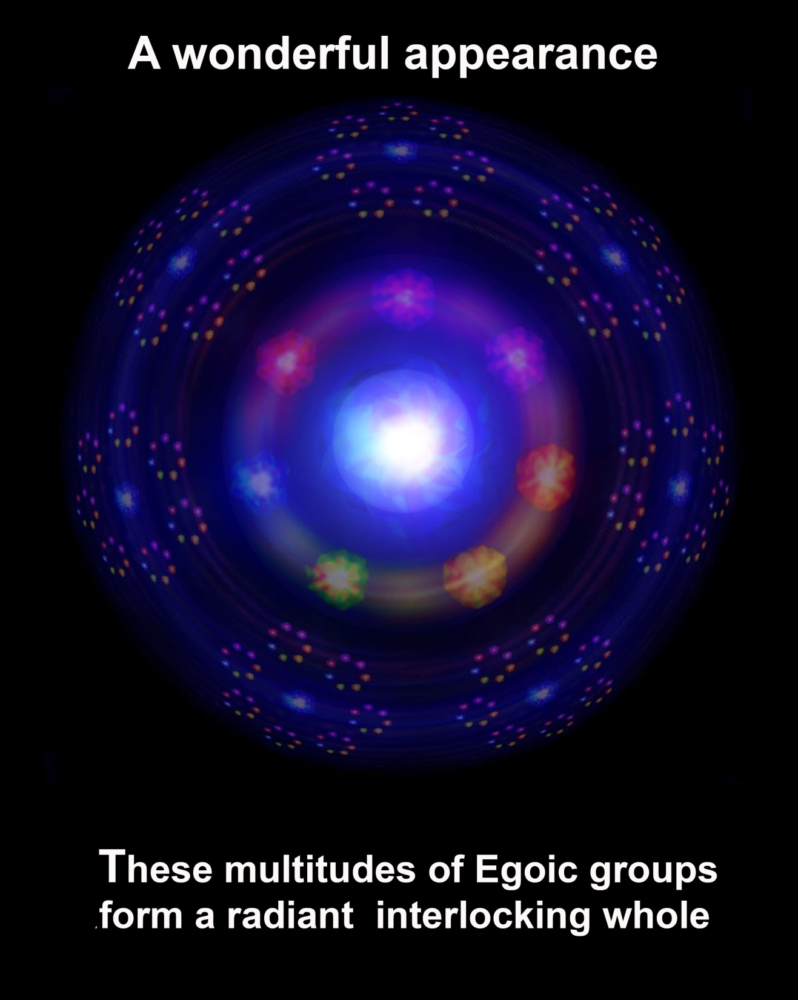 A wonderful appearance
These multitudes of Egoic groups
form a radiant interlocking whole